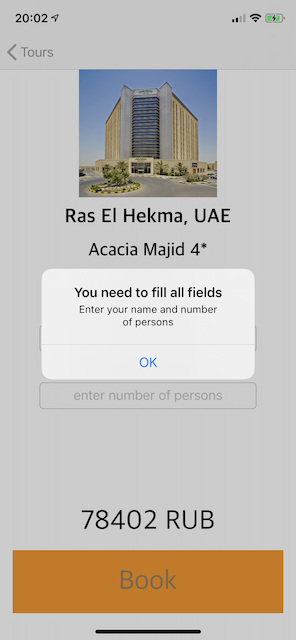 20:02
Tours
Ras El Hekma, UAE
Acacia Majid 4*
You need to fill all fields
Enter your name and number
of persons
OK
enter number of persons
78402 RUB
Book